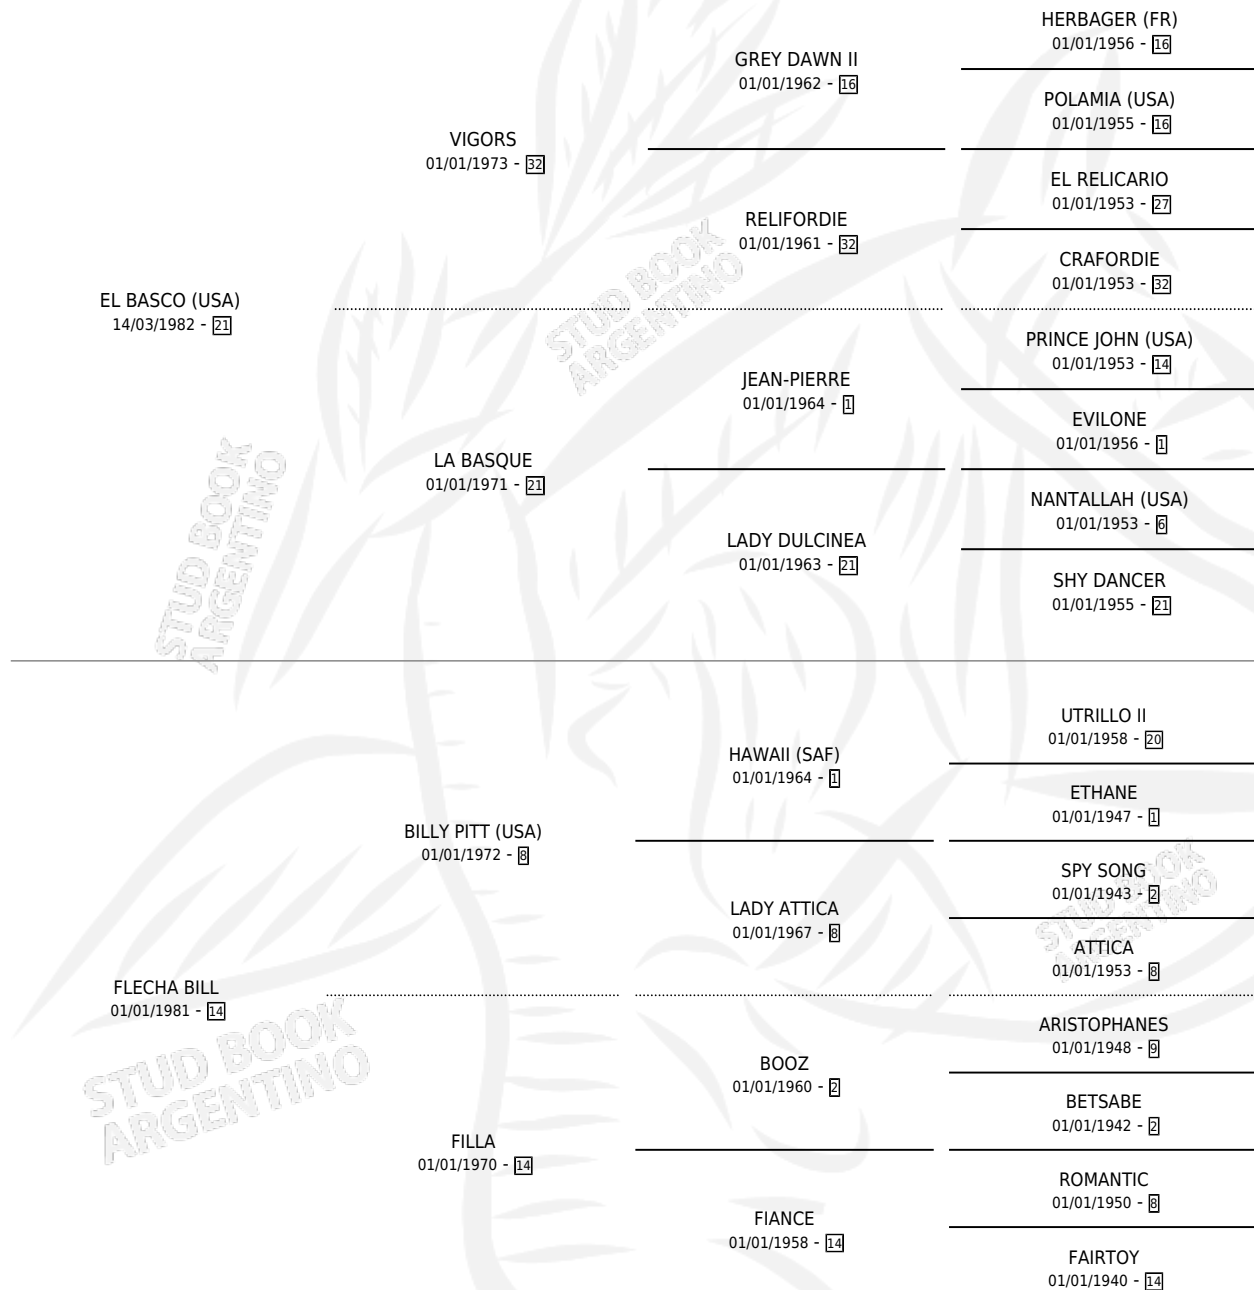 HERBAGER (FR)
01/01/1956 - 16
GREY DAWN II
01/01/1962 - 16
POLAMIA (USA)
01/01/1955 - 16
VIGORS
01/01/1973 - 32
EL RELICARIO
01/01/1953 - 27
RELIFORDIE
01/01/1961 - 32
CRAFORDIE
01/01/1953 - 32
EL BASCO (USA)
14/03/1982 - 21
PRINCE JOHN (USA)
01/01/1953 - 14
JEAN-PIERRE
01/01/1964 - 1
EVILONE
01/01/1956 - 1
LA BASQUE
01/01/1971 - 21
NANTALLAH (USA)
01/01/1953 - 6
LADY DULCINEA
01/01/1963 - 21
SHY DANCER
01/01/1955 - 21
UTRILLO II
01/01/1958 - 20
HAWAII (SAF)
01/01/1964 - 1
ETHANE
01/01/1947 - 1
BILLY PITT (USA)
01/01/1972 - 8
SPY SONG
01/01/1943 - 2
LADY ATTICA
01/01/1967 - 8
ATTICA
01/01/1953 - 8
FLECHA BILL
01/01/1981 - 14
ARISTOPHANES
01/01/1948 - 9
BOOZ
01/01/1960 - 2
BETSABE
01/01/1942 - 2
FILLA
01/01/1970 - 14
ROMANTIC
01/01/1950 - 8
FIANCE
01/01/1958 - 14
FAIRTOY
01/01/1940 - 14
STUD BOOK
ARGENTINO
STUD BOOK
ARGENTINO
STUD BOOK
ARGENTINO
STUD BOOK
ARGENTINO